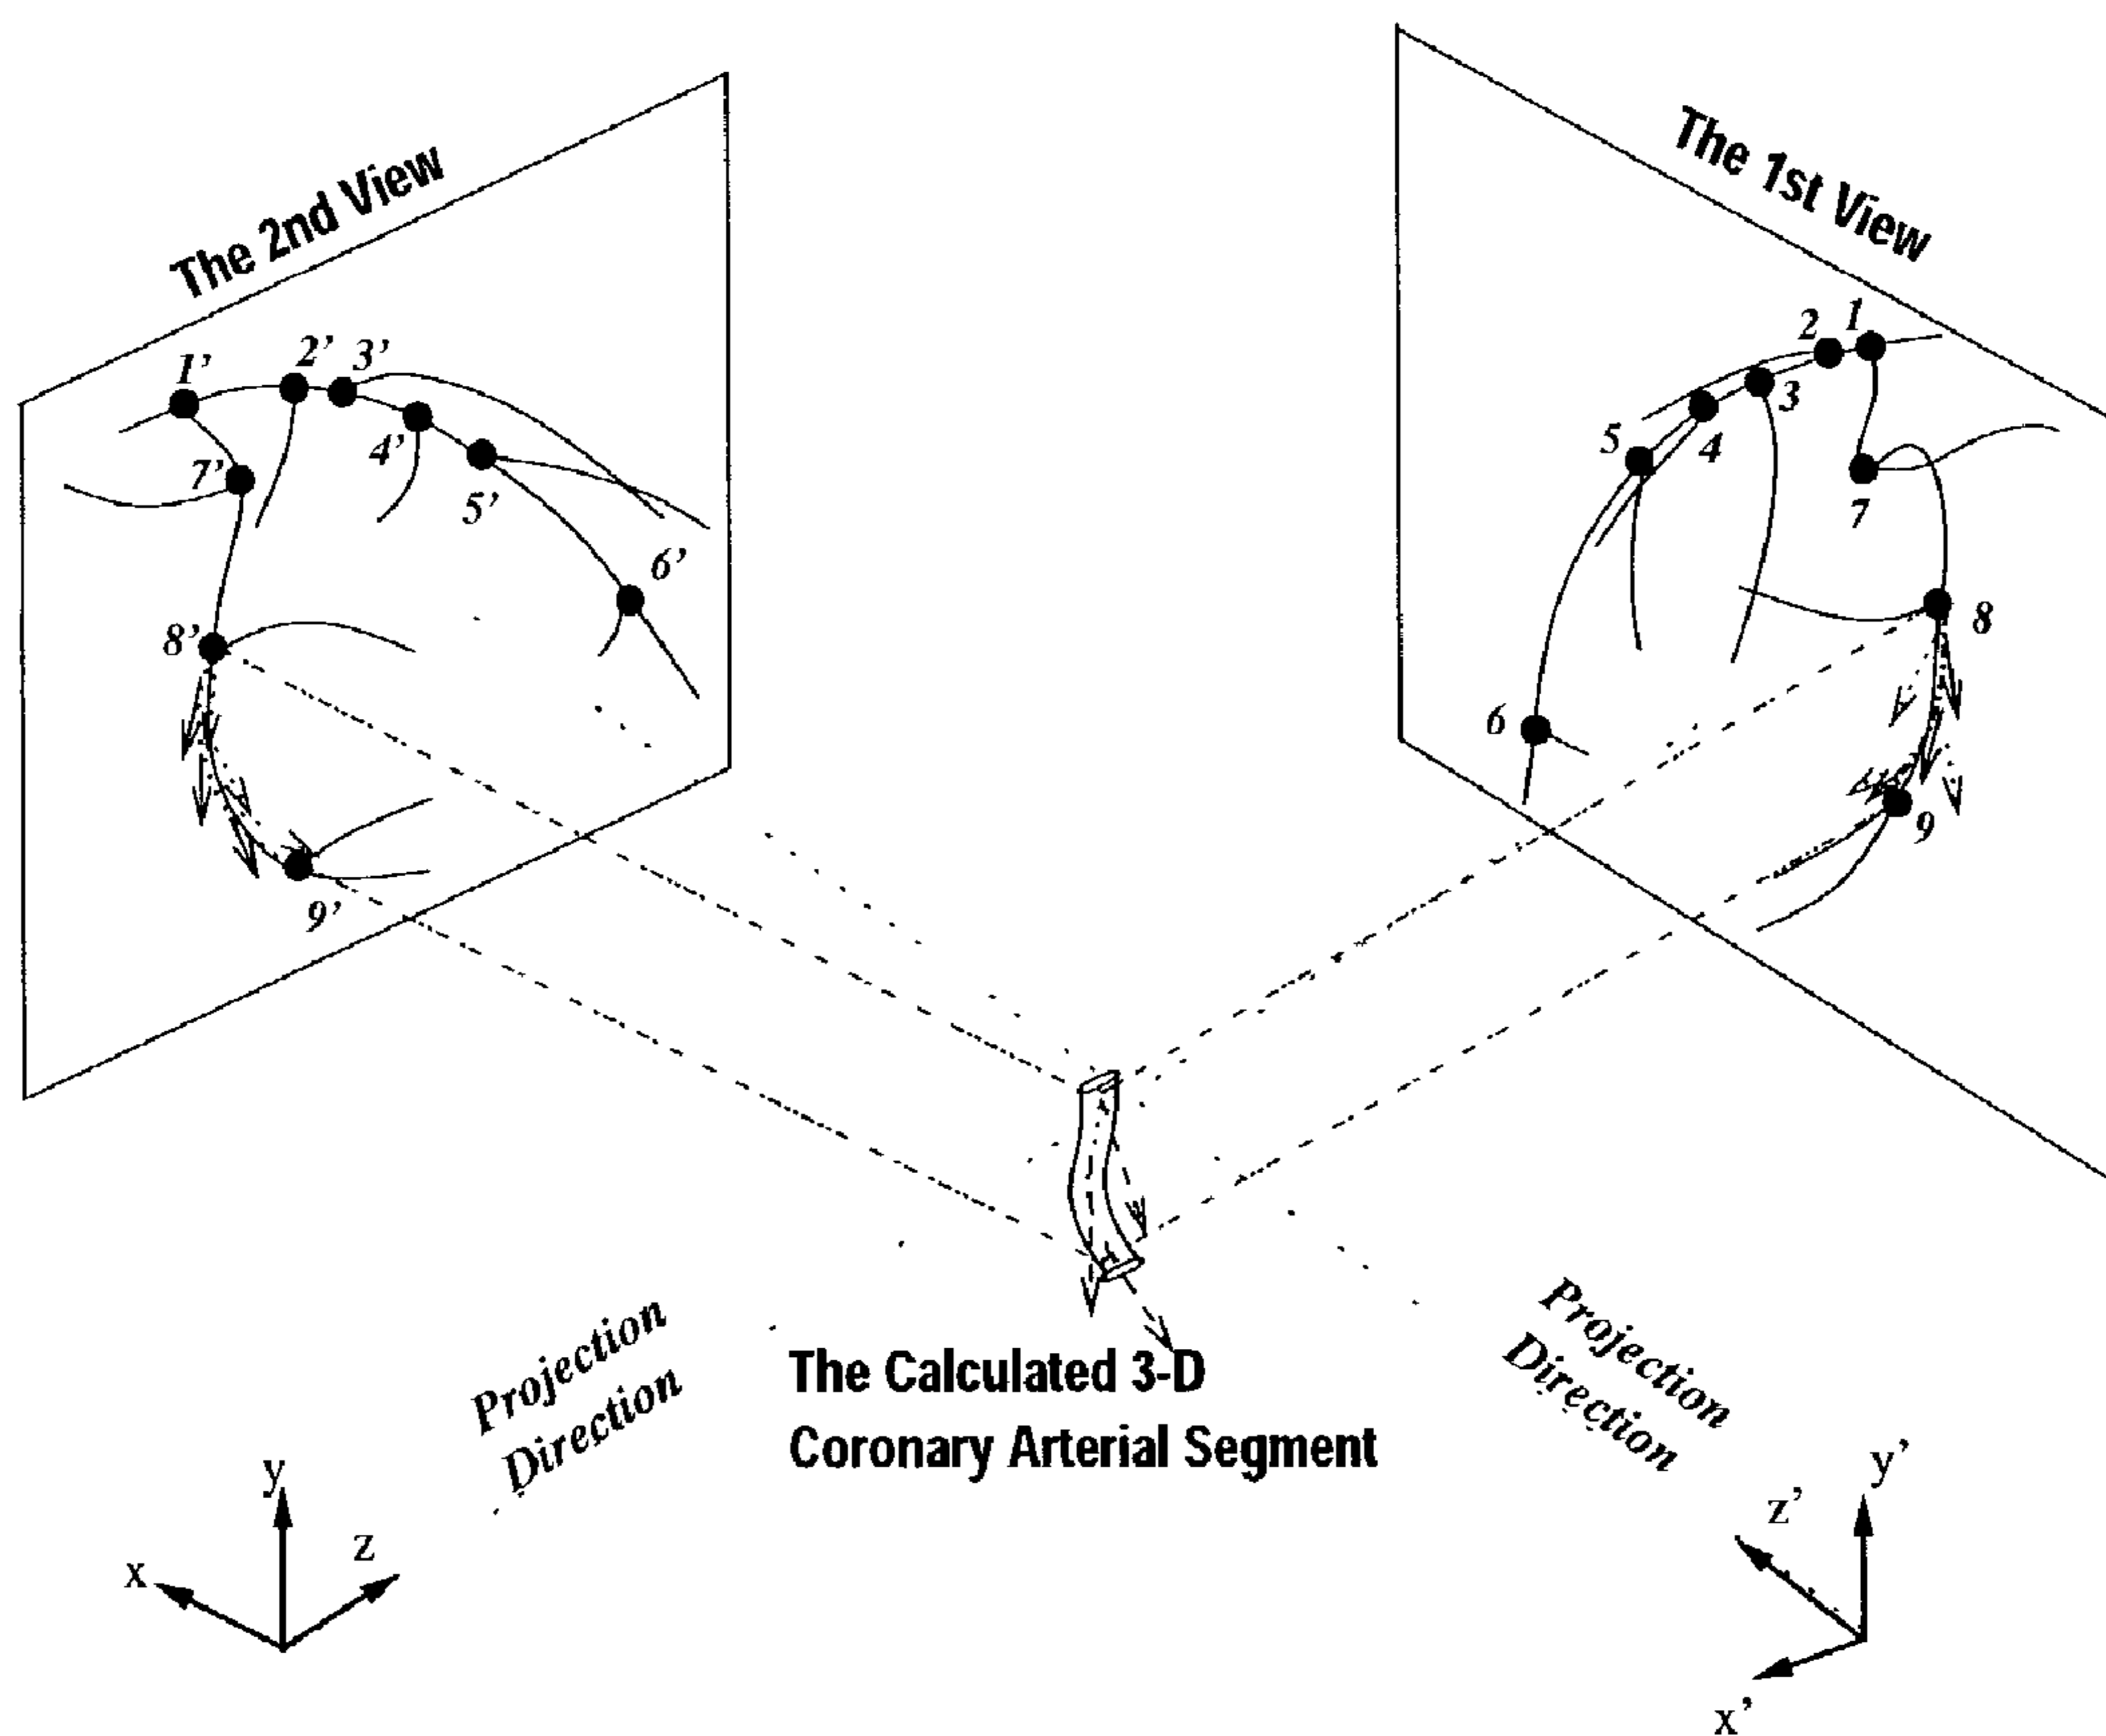 The 2nd View
The 1st View
1’
2’
3’
4’
5’
6’
7’
8’
9’
1
2
3
4
5
6
7
8
9
Projection
Direction
The Calculated 3-D
Coronary Arterial Segment
Projection
Direction
y
z
x
y’
z’
x’